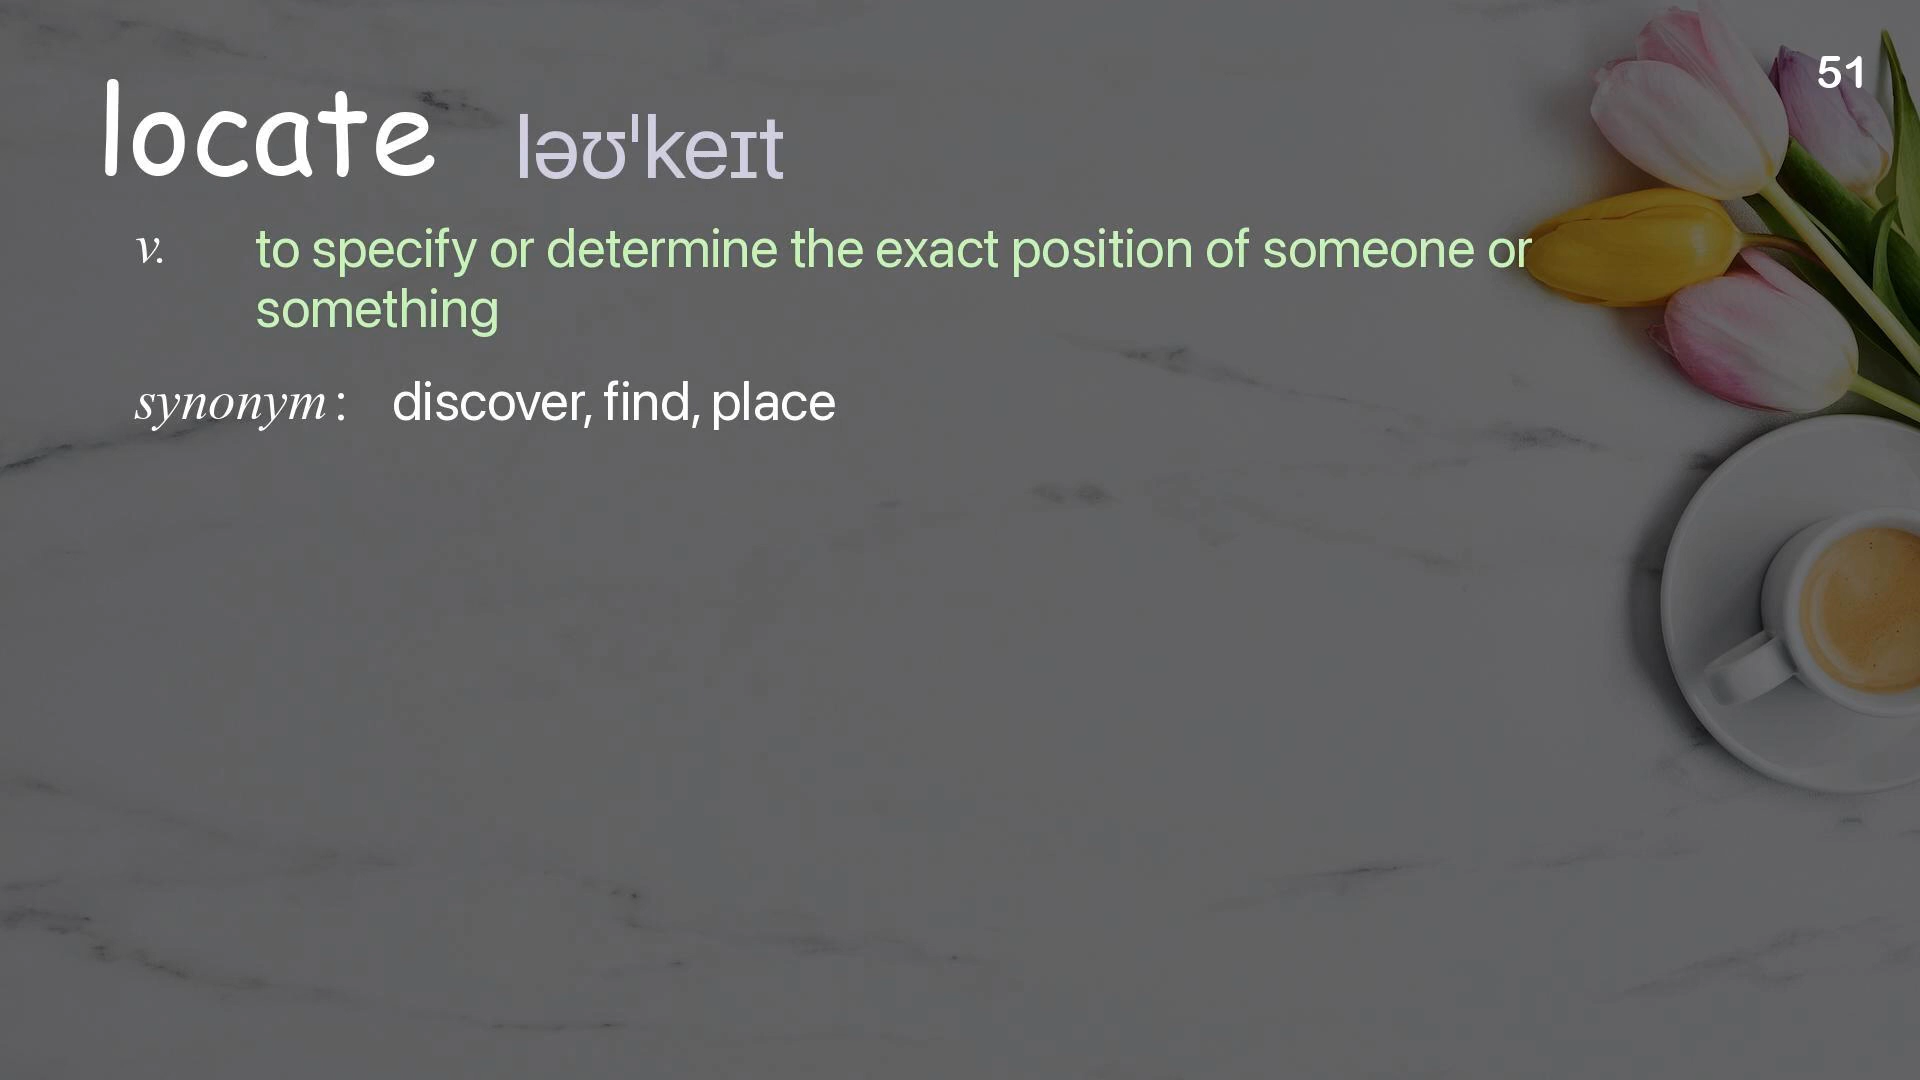 51
locate ləʊˈkeɪt
v. to specify or determine the exact position of someone or
something
synonym: discover, find, place